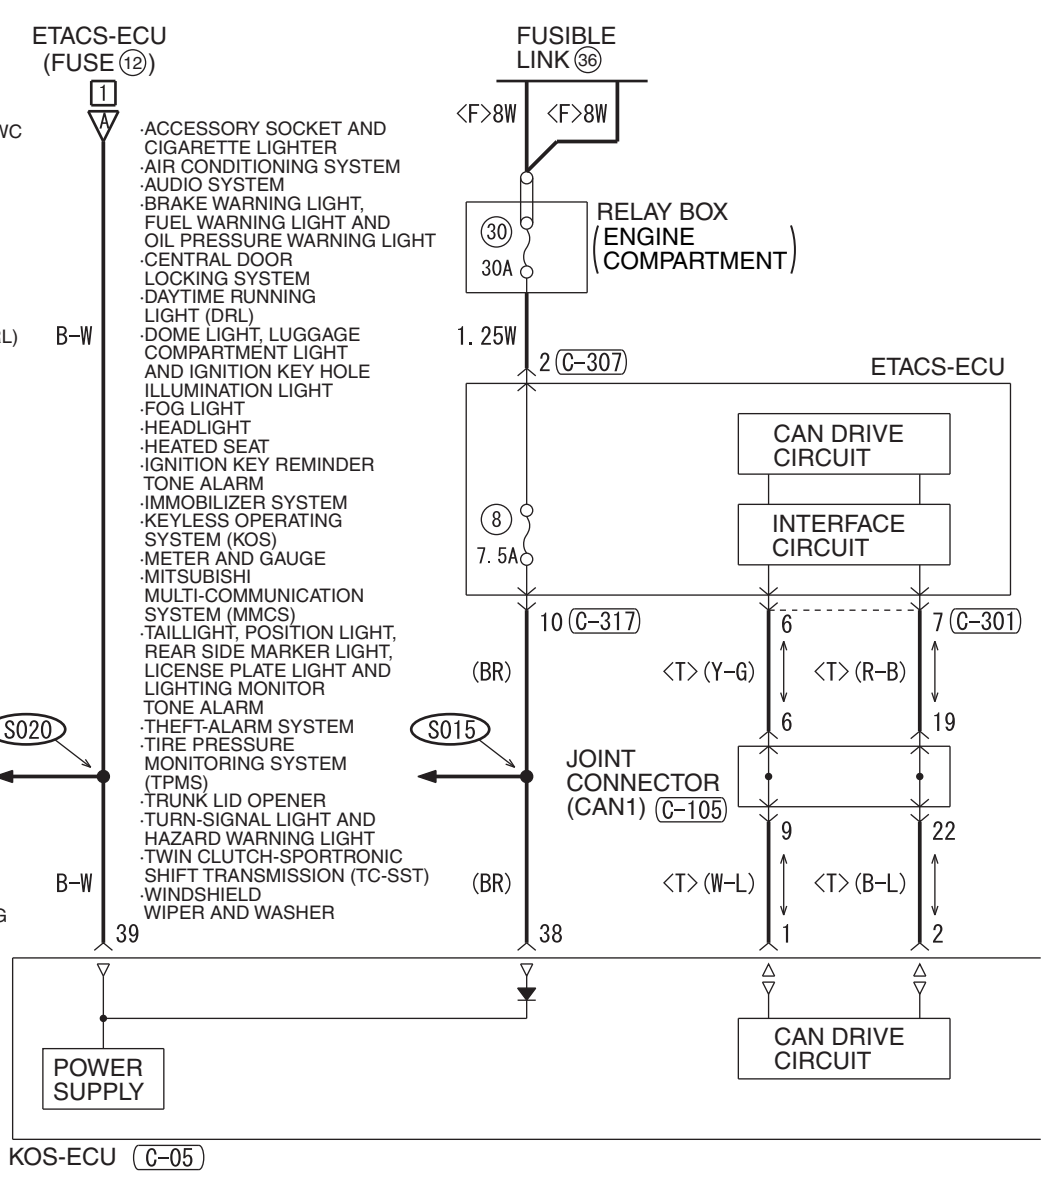 ETACS-ECU
(FUSE 12)
1
A
WC
·ACCESSORY SOCKET AND
CIGARETTE LIGHTER
·AIR CONDITIONING SYSTEM
·AUDIO SYSTEM
·BRAKE WARNING LIGHT,
FUEL WARNING LIGHT AND
OIL PRESSURE WARNING LIGHT
·CENTRAL DOOR
LOCKING SYSTEM
·DAYTIME RUNNING
LIGHT (DRL)
·DOME LIGHT, LUGGAGE
COMPARTMENT LIGHT
AND IGNITION KEY HOLE
ILLUMINATION LIGHT
·FOG LIGHT
·HEADLIGHT
·HEATED SEAT
·IGNITION KEY REMINDER
TONE ALARM
·IMMOBILIZER SYSTEM
·KEYLESS OPERATING
SYSTEM (KOS)
·METER AND GAUGE
·MITSUBISHI
MULTI-COMMUNICATION
SYSTEM (MMCS)
·TAILLIGHT, POSITION LIGHT,
REAR SIDE MARKER LIGHT,
LICENSE PLATE LIGHT AND
LIGHTING MONITOR
TONE ALARM
·THEFT-ALARM SYSTEM
·TIRE PRESSURE
MONITORING SYSTEM
(TPMS)
·TRUNK LID OPENER
·TURN-SIGNAL LIGHT AND
HAZARD WARNING LIGHT
·TWIN CLUTCH-SPORTRONIC
SHIFT TRANSMISSION (TC-SST)
·WINDSHIELD
WIPER AND WASHER
L)
B-W
S020
B-W
G
39
FUSIBLE
LINK 36
<F>8W <F>8W
30
30A
RELAY BOX
(ENGINE
COMPARTMENT)
1.25W
2 C-307
ETACS-ECU
CAN DRIVE
CIRCUIT
INTERFACE
CIRCUIT
8
7.5A
10 C-317
6
7 C-301
(BR)
<T>(Y-G)
<T>(R-B)
6
19
S015
JOINT
CONNECTOR
(CAN1) C-105
9
22
(BR)
<T>(W-L)
<T>(B-L)
38
1
2
POWER
SUPPLY
CAN DRIVE
CIRCUIT
KOS-ECU C-05